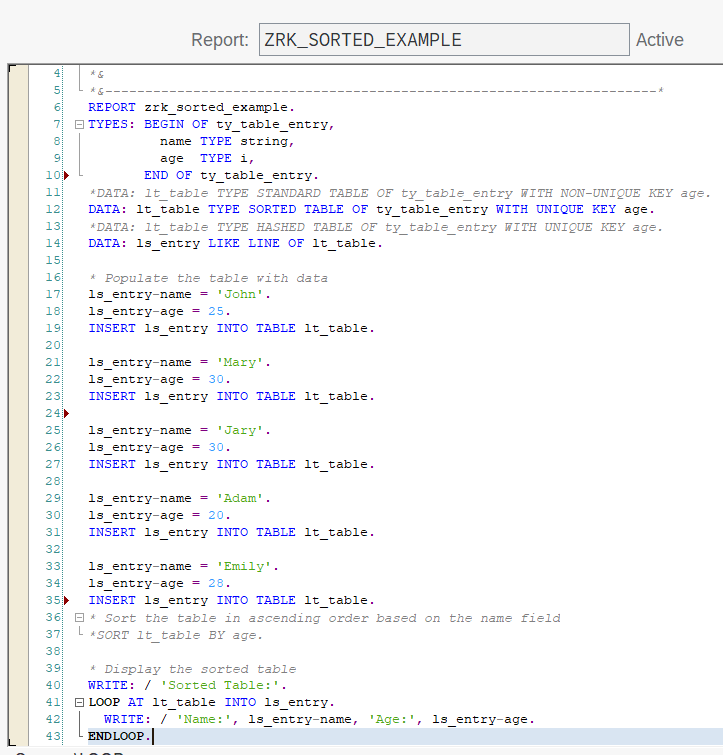 Report: ZRK_SORTED_EXAMPLE Active
4 *&
5 *&---------------------------------------------------------------------*
6 REPORT zrk_sorted_example.
7 TYPES: BEGIN OF ty_table_entry,
8 name TYPE string,
9 age  TYPE i,
10 END OF ty_table_entry.
11 *DATA: lt_table TYPE STANDARD TABLE OF ty_table_entry WITH NON-UNIQUE KEY age.
12 DATA: lt_table TYPE SORTED TABLE OF ty_table_entry WITH UNIQUE KEY age.
13 *DATA: lt_table TYPE HASHED TABLE OF ty_table_entry WITH UNIQUE KEY age.
14 DATA: ls_entry LIKE LINE OF lt_table.
15
16 * Populate the table with data
17 ls_entry-name = 'John'.
18 ls_entry-age = 25.
19 INSERT ls_entry INTO TABLE lt_table.
20
21 ls_entry-name = 'Mary'.
22 ls_entry-age = 30.
23 INSERT ls_entry INTO TABLE lt_table.
24
25 ls_entry-name = 'Jary'.
26 ls_entry-age = 30.
27 INSERT ls_entry INTO TABLE lt_table.
28
29 ls_entry-name = 'Adam'.
30 ls_entry-age = 20.
31 INSERT ls_entry INTO TABLE lt_table.
32
33 ls_entry-name = 'Emily'.
34 ls_entry-age = 28.
35 INSERT ls_entry INTO TABLE lt_table.
36 * Sort the table in ascending order based on the name field
37 *SORT lt_table BY age.
38
39 * Display the sorted table
40 WRITE: / 'Sorted Table:'.
41 LOOP AT lt_table INTO ls_entry.
42 WRITE: / 'Name:', ls_entry-name, 'Age:', ls_entry-age.
43 ENDLOOP.